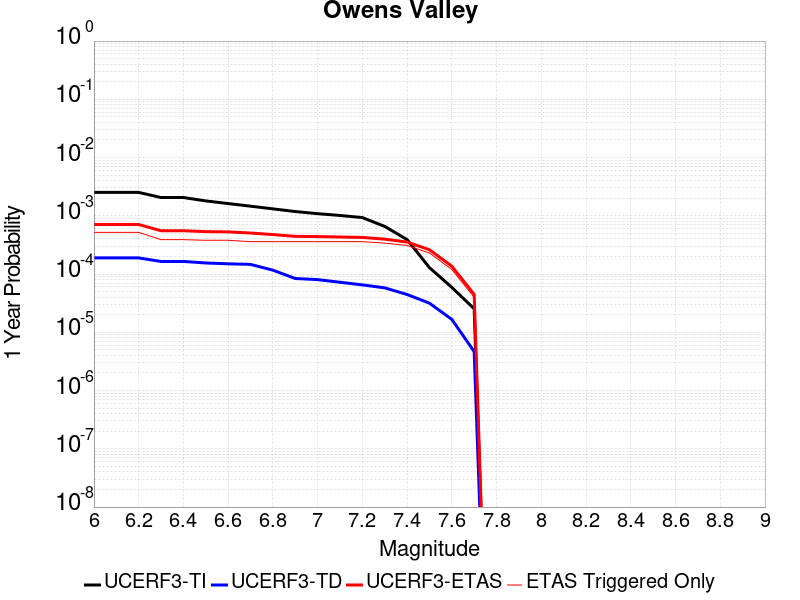 Owens Valley
10^0
10^-1
10^-2
10^-3
10^-4
10^-5
10^-6
10^-7
10^-8
1 Year Probability
6 6.2 6.4 6.6 6.8 7 7.2 7.4 7.6 7.8 8 8.2 8.4 8.6 8.8 9
Magnitude
UCERF3-TI UCERF3-TD UCERF3-ETAS ETAS Triggered Only